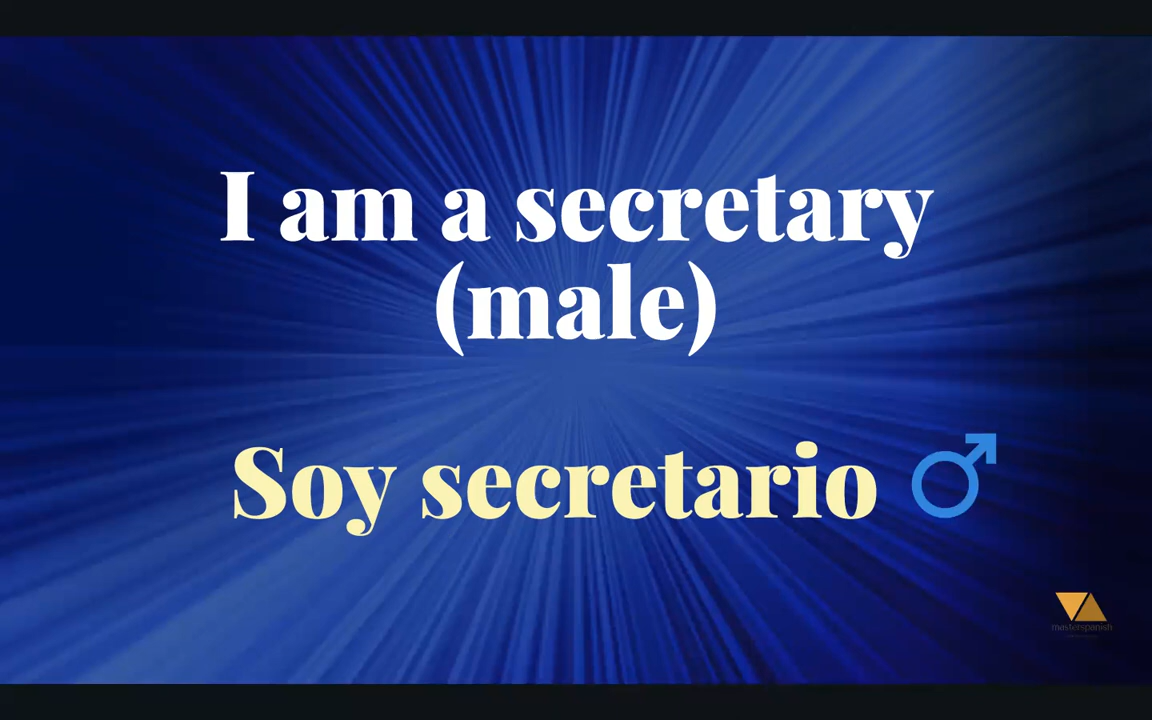 I am a secretary
(male)
Soy secretario
masterspanish